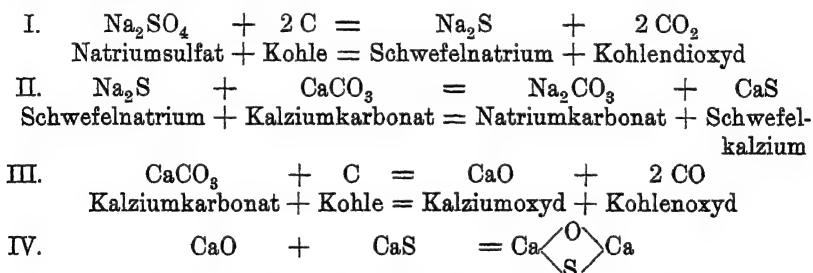 I. Na₂SO₄ + 2 C = Na₂S + 2 CO₂
Natriumsulfat + Kohle = Schwefelnatrium + Kohlendioxyd
II. Na₂S + CaCO₃ = Na₂CO₃ + CaS
Schwefelnatrium + Kalziumkarbonat = Natriumkarbonat + Schwefel-
kalzium
III. CaCO₃ + C = CaO + 2 CO
Kalziumkarbonat + Kohle = Kalziumoxyd + Kohlenoxyd
IV. CaO + CaS = Ca<O>Ca
S